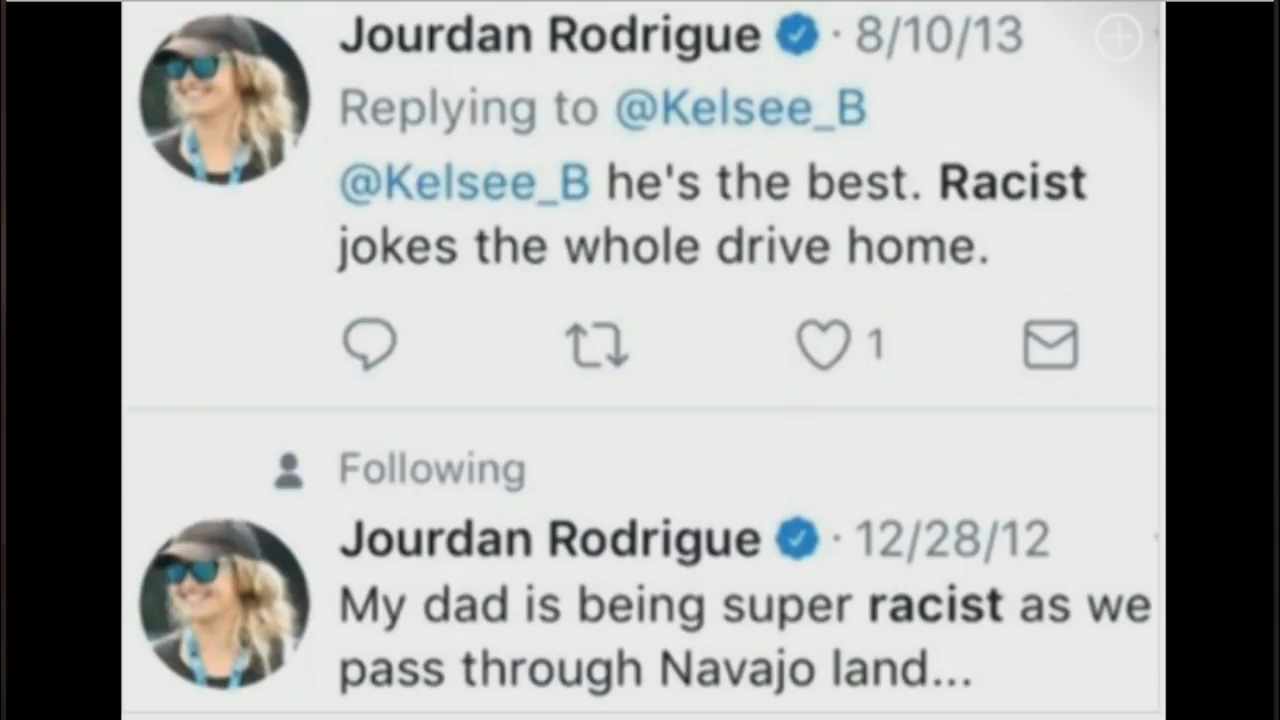 Jourdan Rodrigue · 8/10/13
Replying to @Kelsee_B
@Kelsee_B he's the best. Racist
jokes the whole drive home.
1
Following
Jourdan Rodrigue · 12/28/12
My dad is being super racist as we
pass through Navajo land...